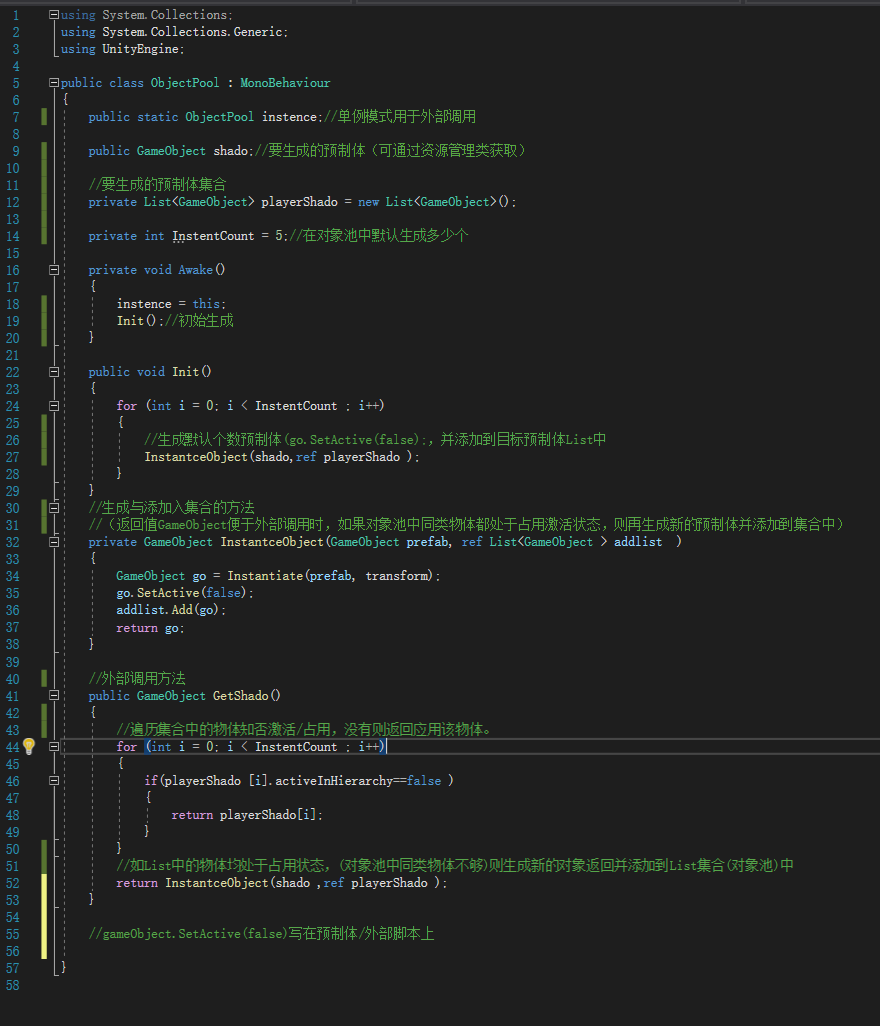 1 using System.Collections;
2 using System.Collections.Generic;
3 using UnityEngine;
4
5 public class ObjectPool : MonoBehaviour
6 {
7 public static ObjectPool instence;//单例模式用于外部调用
8
9 public GameObject shado;//要生成的预制体（可通过资源管理类获取）
10
11 //要生成的预制体集合
12 private List<GameObject> playerShado = new List<GameObject>();
13
14 private int InstentCount = 5;//在对象池中默认生成多少个
15
16 private void Awake()
17 {
18 instence = this;
19 Init();//初始生成
20 }
21
22 public void Init()
23 {
24 for (int i = 0; i < InstentCount ; i++)
25 {
26 //生成默认个数预制体(go.SetActive(false);，并添加到目标预制体List中
27 InstantceObject(shado,ref playerShado );
28 }
29 }
30 //生成与添加入集合的方法
31 //（返回值GameObject便于外部调用时，如果对象池中同类物体都处于占用激活状态，则再生成新的预制体并添加到集合中）
32 private GameObject InstantceObject(GameObject prefab, ref List<GameObject > addlist )
33 {
34 GameObject go = Instantiate(prefab, transform);
35 go.SetActive(false);
36 addlist.Add(go);
37 return go;
38 }
39
40 //外部调用方法
41 public GameObject GetShado()
42 {
43 //遍历集合中的物体知否激活/占用，没有则返回应用该物体。
44 for (int i = 0; i < InstentCount ; i++)
45 {
46 if(playerShado [i].activeInHierarchy==false )
47 {
48 return playerShado[i];
49 }
50 }
51 //如List中的物体均处于占用状态，(对象池中同类物体不够)则生成新的对象返回并添加到List集合(对象池)中
52 return InstantceObject(shado ,ref playerShado );
53 }
54
55 //gameObject.SetActive(false)写在预制体/外部脚本上
56
57 }
58